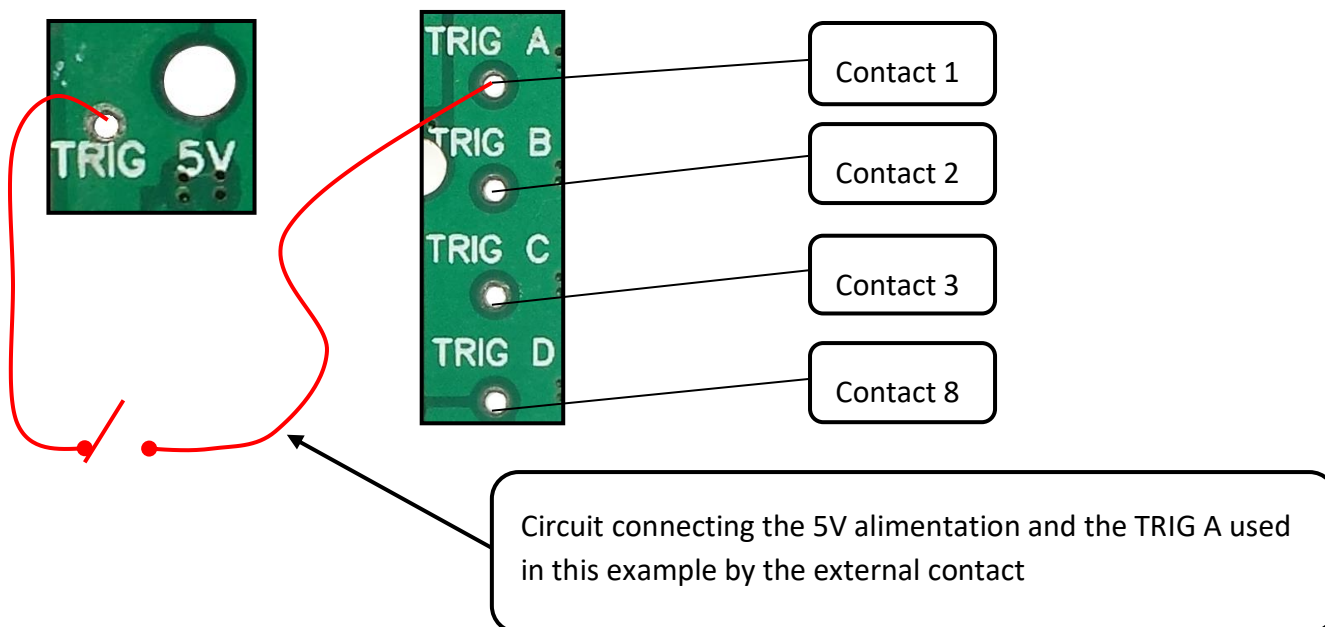 TRIG 5V
TRIG A
TRIG B
TRIG C
TRIG D
Contact 1
Contact 2
Contact 3
Contact 8
Circuit connecting the 5V alimentation and the TRIG A used
in this example by the external contact